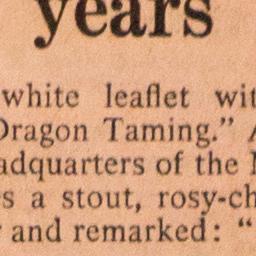 years
white leaflet wit
Dragon Taming.” A
adquarters of the
s a stout, rosy-ch
and remarked: “